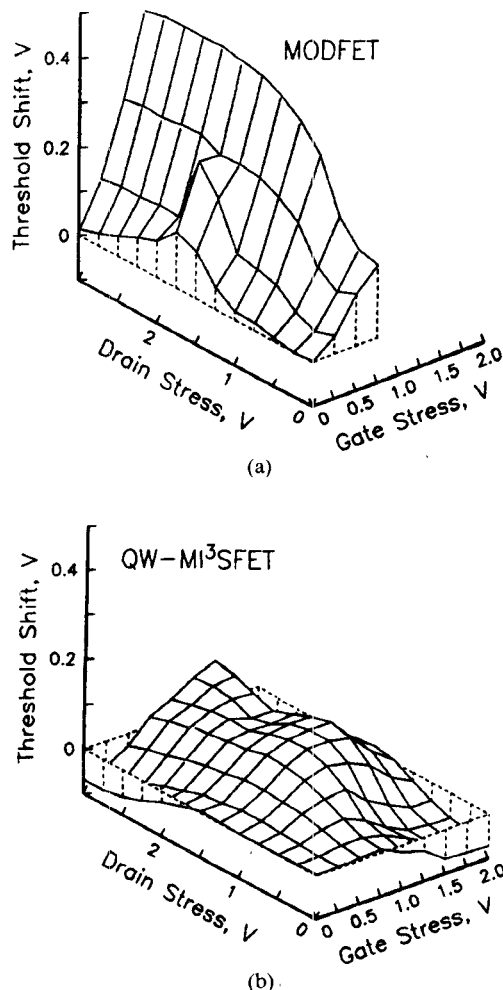 MODFET
Threshold Shift, V
0.4
0.2
0
2
1
0
Drain Stress, V
0
0.5
1.0
1.5
2.0
Gate Stress, V
(a)
QW-MI³SFET
Threshold Shift, V
0.4
0.2
0
2
1
0
Drain Stress, V
0
0.5
1.0
1.5
2.0
Gate Stress, V
(b)